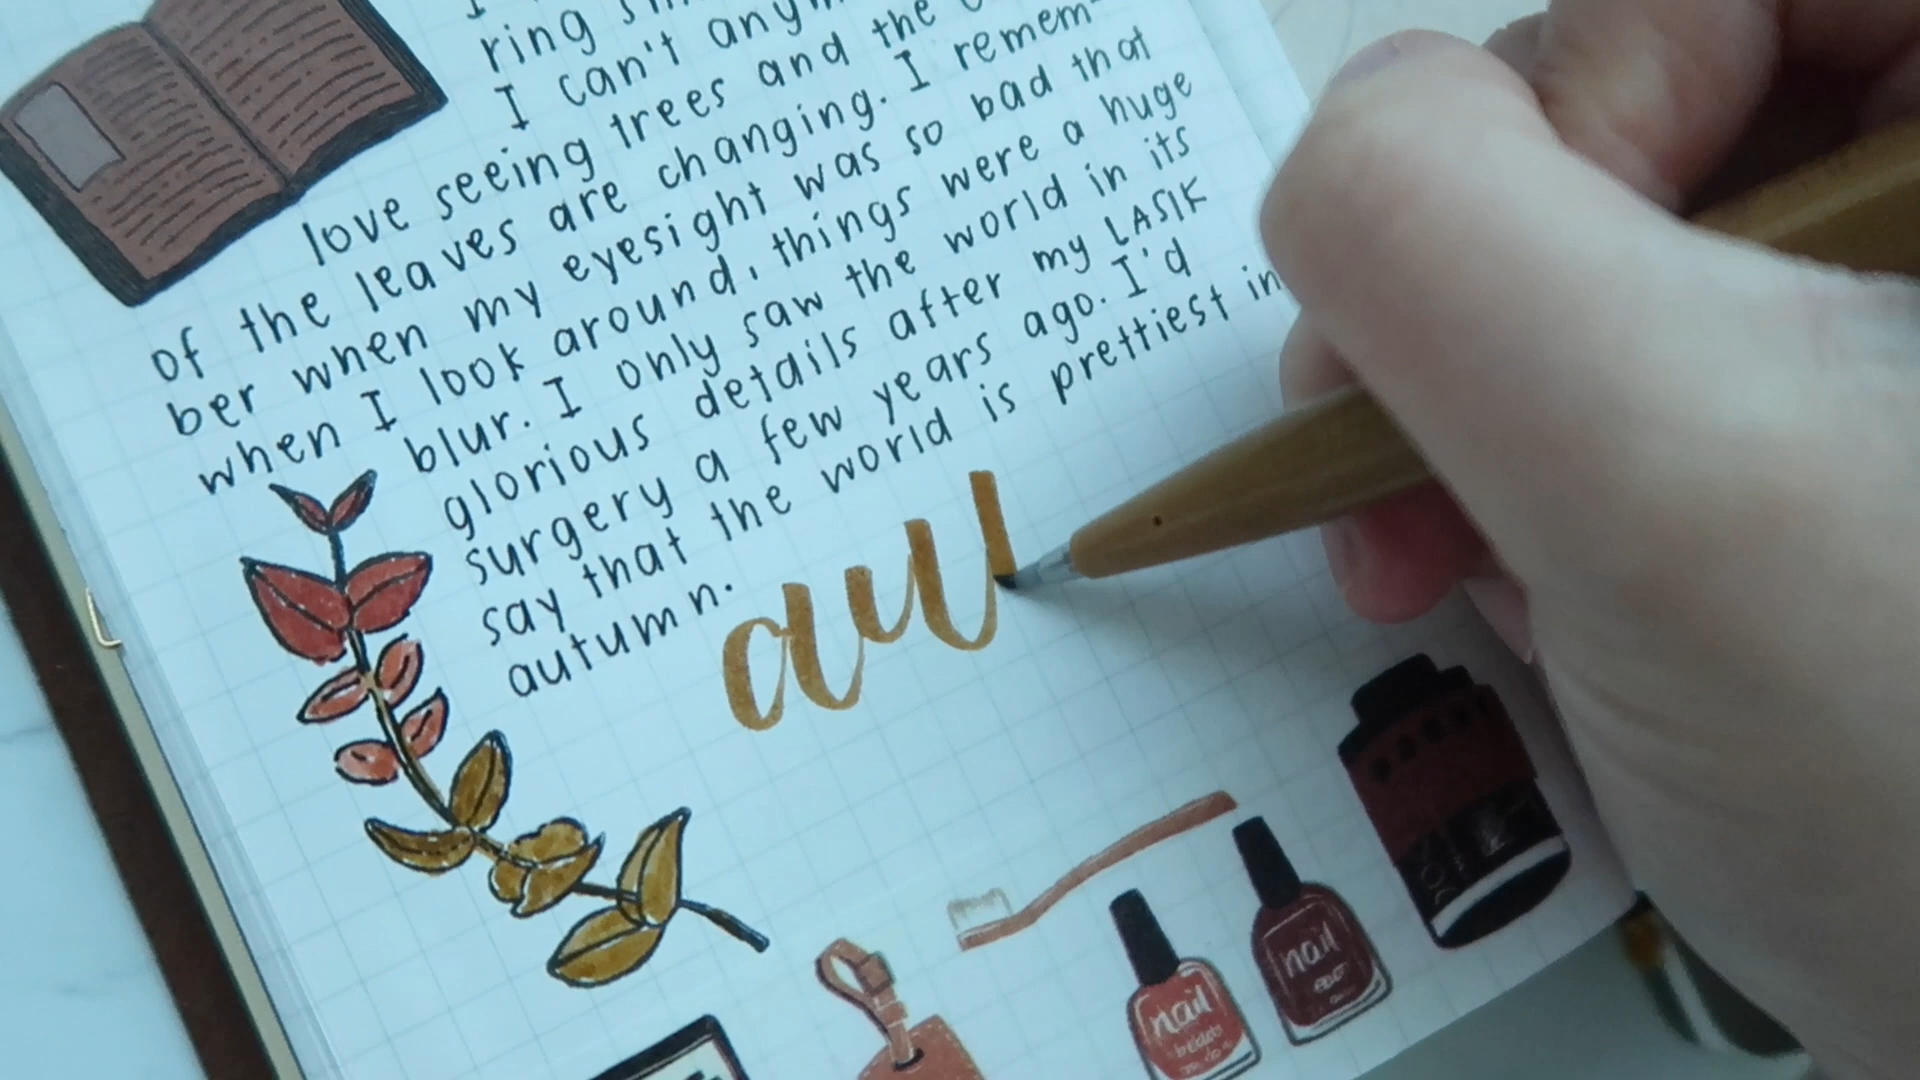 ring
I can't
love seeing trees and the
of the leaves are changing. I remem-
ber when my eyesight was so bad that
when I look around, things were a huge
blur. I only saw the world in its
glorious details after my LASIK
surgery a few years ago. I'd
say that the world is prettiest in
autumn.
au
nail
nail